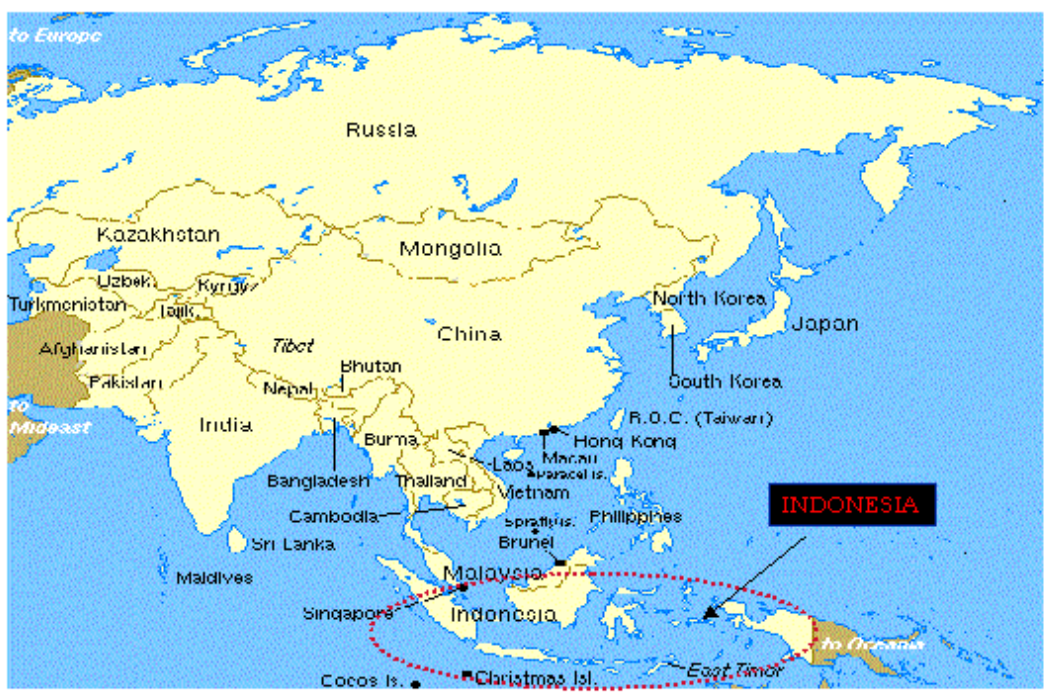 to Europe
Russia
Kazakhstan
Mongolia
Uzbek.
Kyrgyz
Turkmenistan
Tajik.
North Korea
Japan
China
Afghanistan
Tibet
Pakistan
Bhutan
Nepal
South Korea
to
Mideast
India
R.O.C. (Taiwan)
Burma
Hong Kong
Macau
Laos
Paracel Is.
Bangladesh
Thailand
Vietnam
INDONESIA
Cambodia
Spratly Is.
Philippines
Sri Lanka
Brunei
Maldives
Malaysia
Singapore
Indonesia
to Oceania
East Timor
Christmas Isl.
Cocos Is.